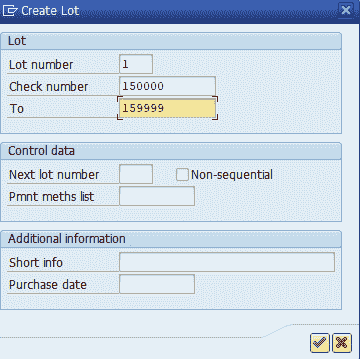 Create Lot
Lot
Lot number 1
Check number 150000
To 159999
Control data
Next lot number Non-sequential
Pmnt meths list
Additional information
Short info
Purchase date